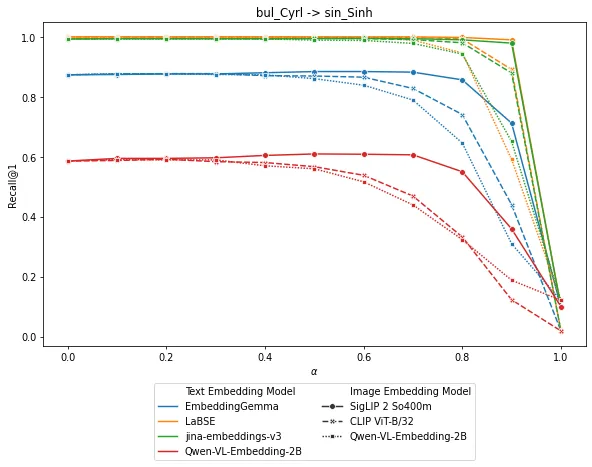 bul_Cyrl -> sin_Sinh
Recall@1
1.0
0.8
0.6
0.4
0.2
0.0
0.0 0.2 0.4 0.6 0.8 1.0
α
Text Embedding Model
EmbeddingGemma
LaBSE
jina-embeddings-v3
Qwen-VL-Embedding-2B
Image Embedding Model
SigLIP 2 So400m
CLIP ViT-B/32
Qwen-VL-Embedding-2B